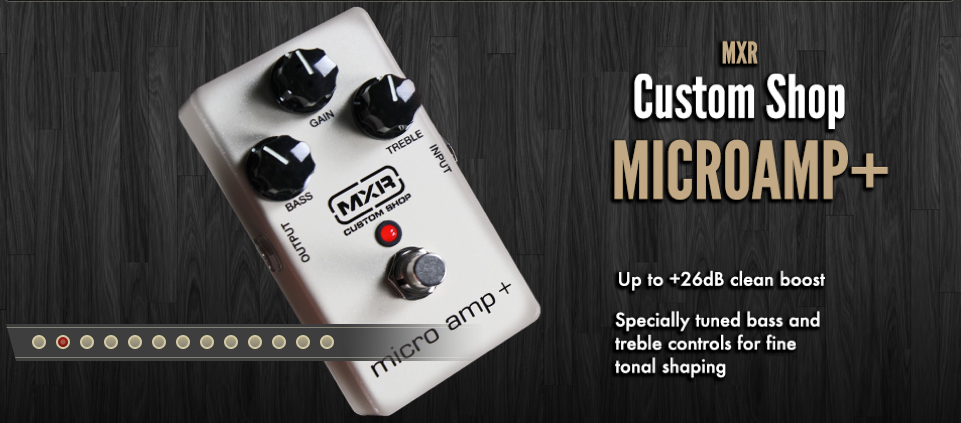 GAIN
TREBLE
BASS
INPUT
OUTPUT
MXR
CUSTOM SHOP
micro amp +
MXR
Custom Shop
MICROAMP+
Up to +26dB clean boost
Specially tuned bass and
treble controls for fine
tonal shaping